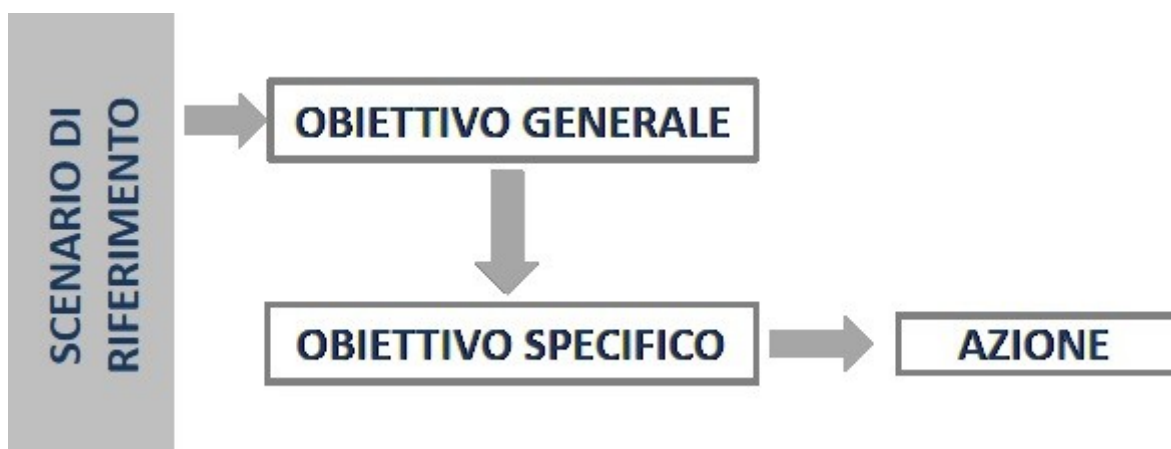 SCENARIO DI
RIFERIMENTO
OBIETTIVO GENERALE
OBIETTIVO SPECIFICO
AZIONE